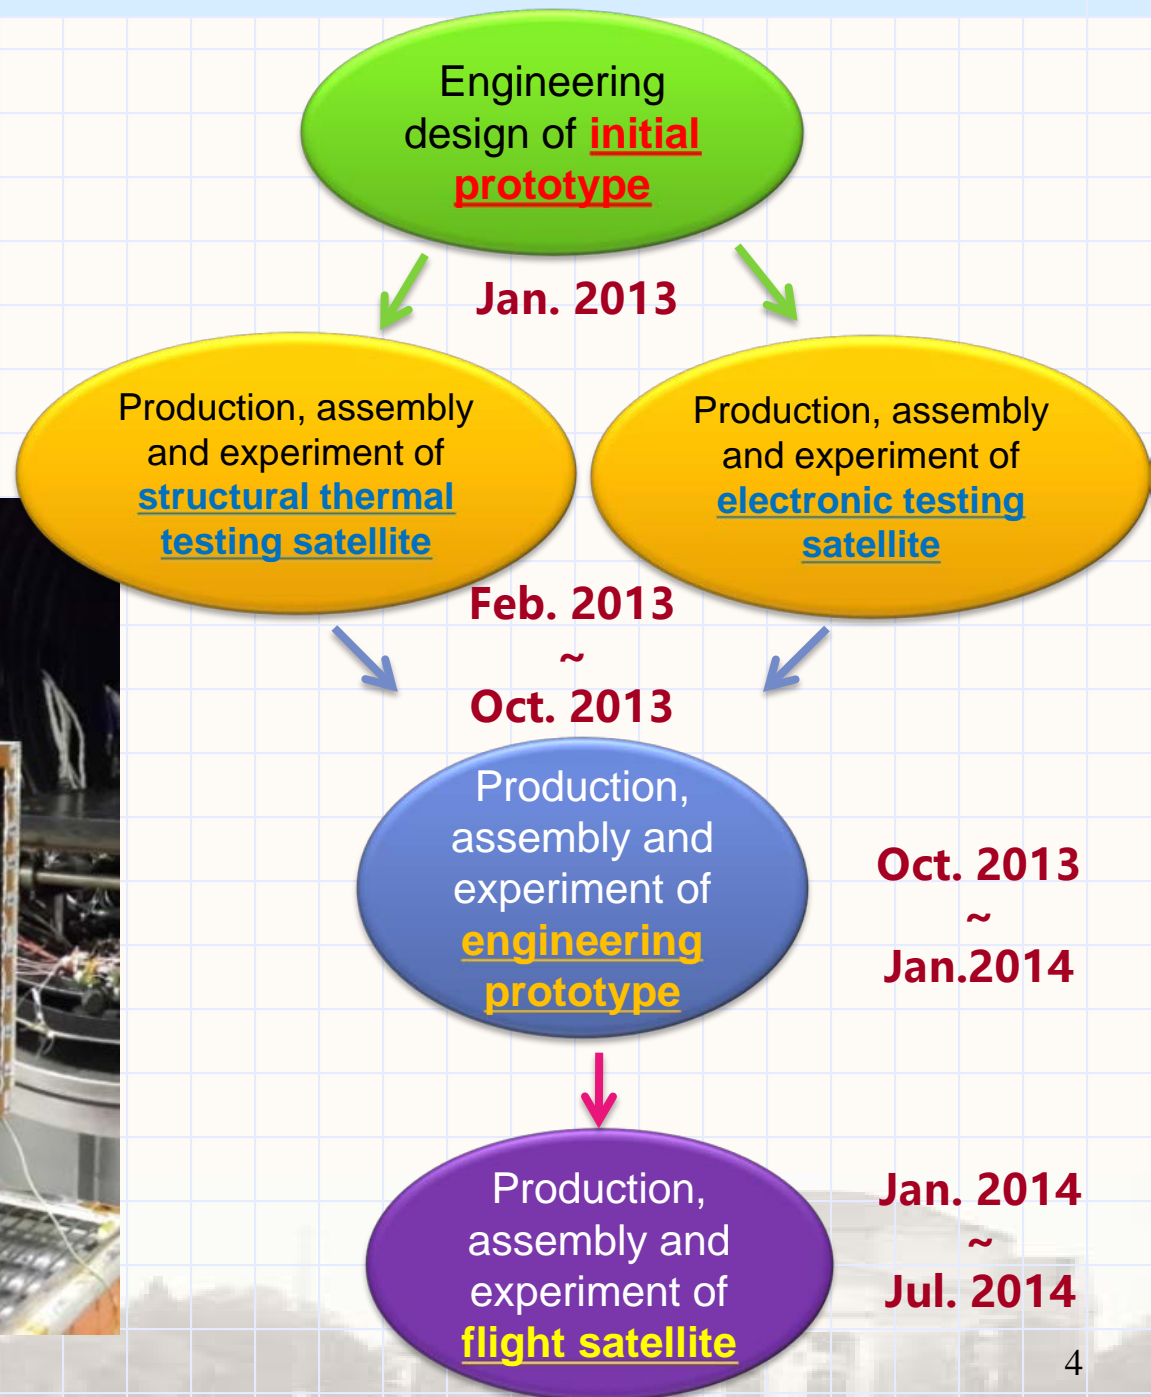 Engineering
design of initial
prototype
Jan. 2013
Production, assembly
and experiment of
structural thermal
testing satellite
Production, assembly
and experiment of
electronic testing
satellite
Feb. 2013
~
Oct. 2013
Production,
assembly and
experiment of
engineering
prototype
Oct. 2013
~
Jan.2014
Production,
assembly and
experiment of
flight satellite
Jan. 2014
~
Jul. 2014
4